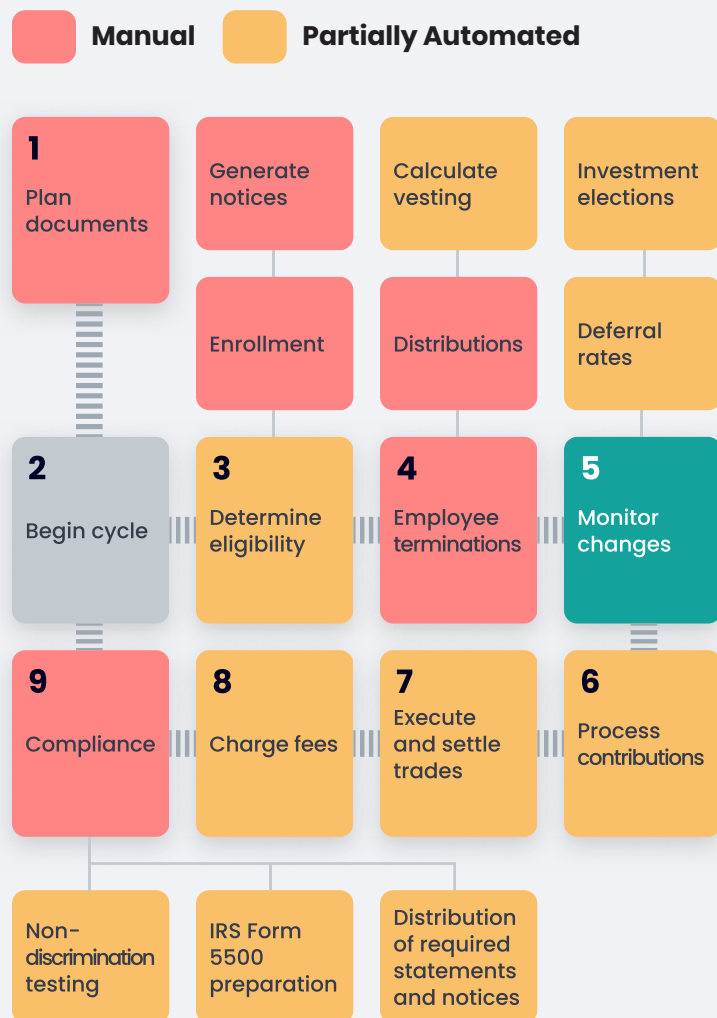 Manual
Partially Automated
1
Plan
documents
Generate
notices
Calculate
vesting
Investment
elections
Enrollment
Distributions
Deferral
rates
2
Begin cycle
3
Determine
eligibility
4
Employee
terminations
5
Monitor
changes
9
Compliance
8
Charge fees
7
Execute
and settle
trades
6
Process
contributions
Non-
discrimination
testing
IRS Form
5500
preparation
Distribution
of required
statements
and notices